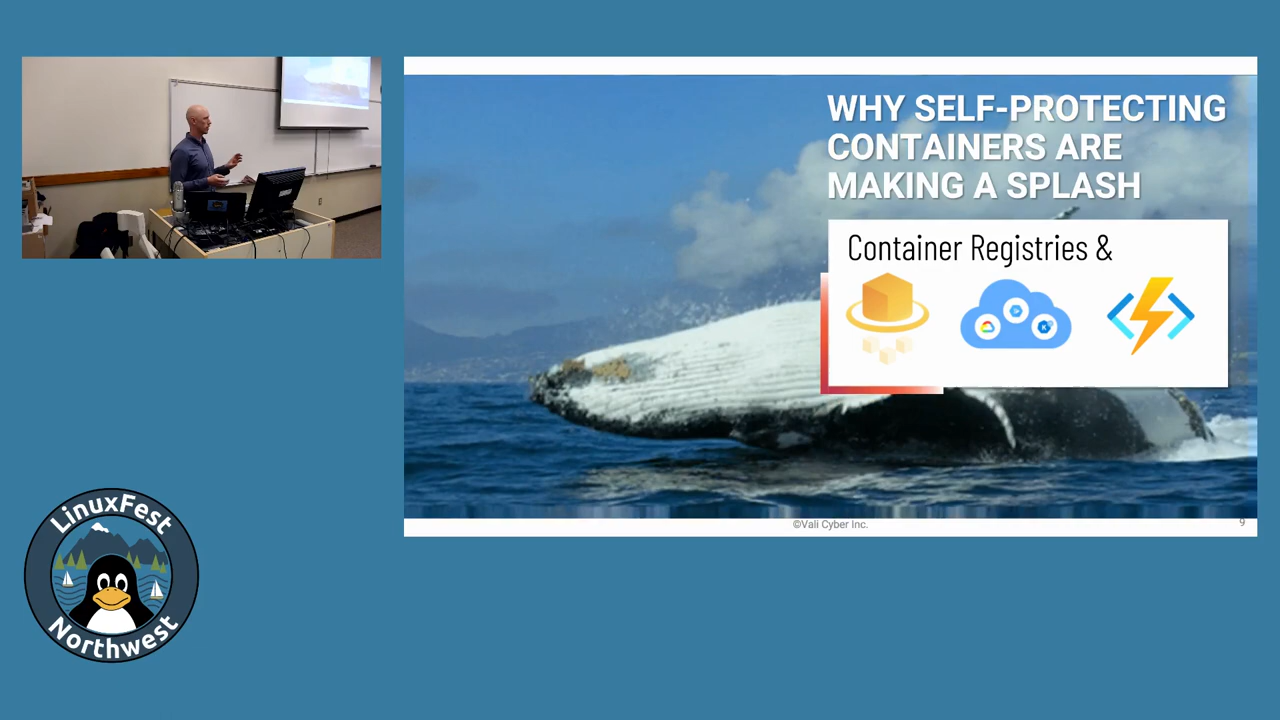 WHY SELF-PROTECTING
CONTAINERS ARE
MAKING A SPLASH
Container Registries &
©Vali Cyber Inc.
9
LinuxFest
Northwest